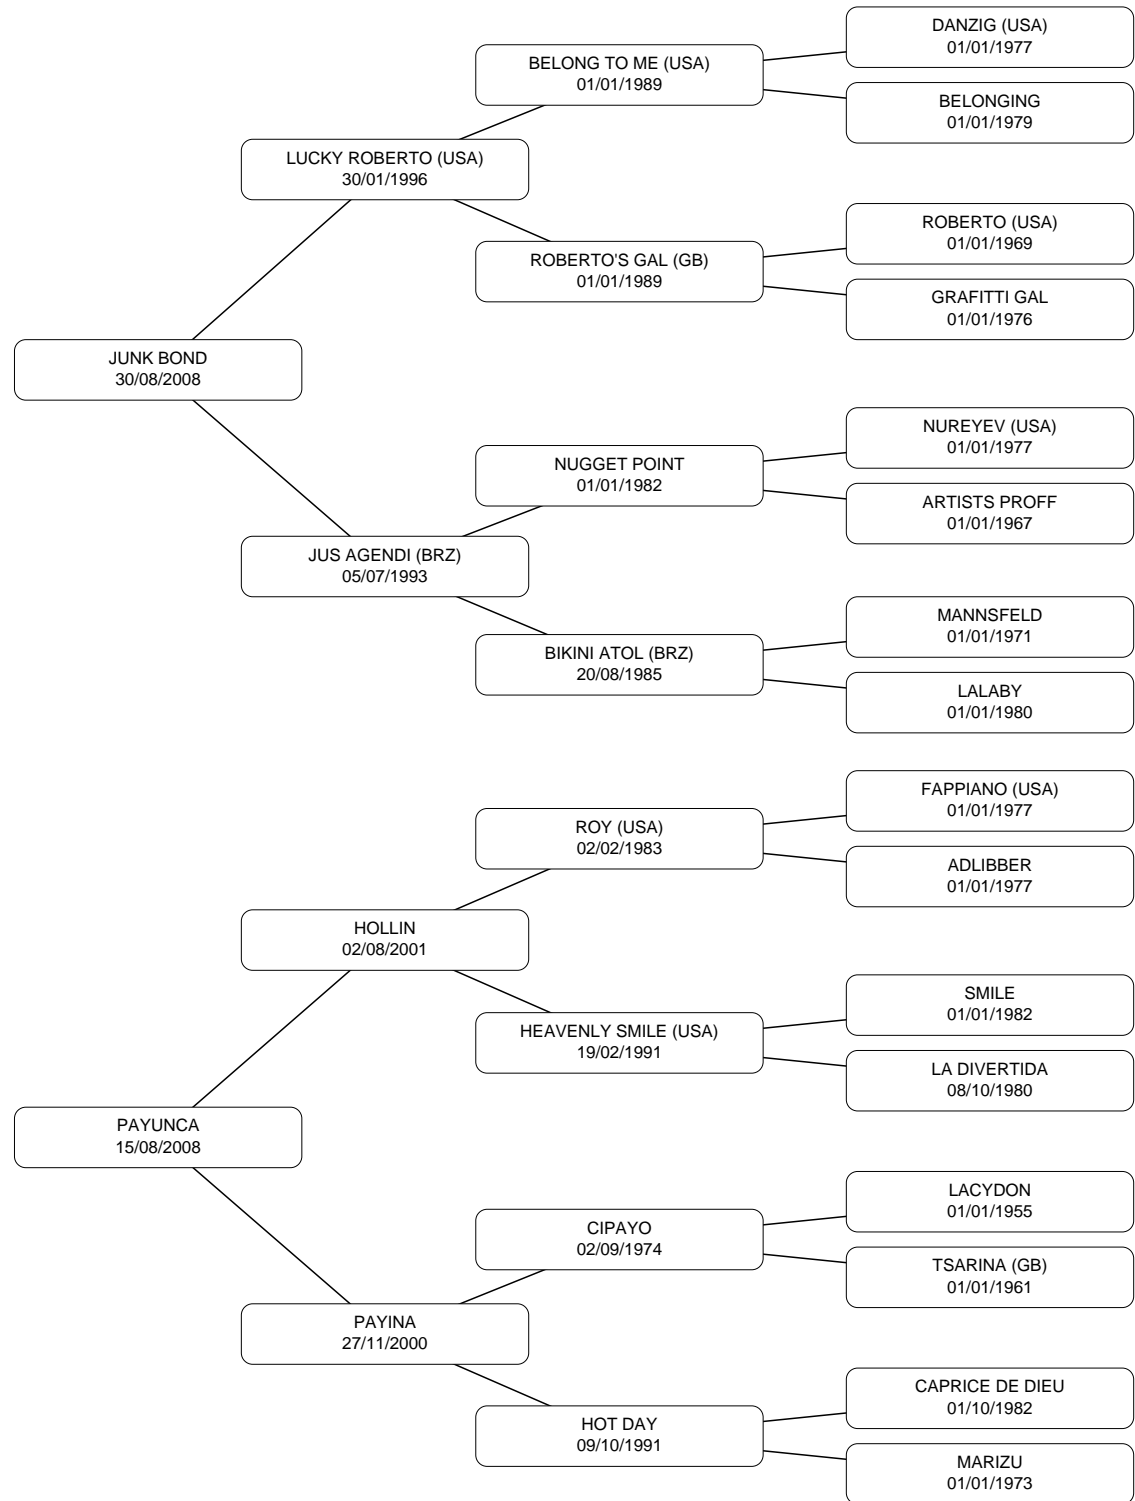 DANZIG (USA)
01/01/1977
BELONG TO ME (USA)
01/01/1989
BELONGING
01/01/1979
LUCKY ROBERTO (USA)
30/01/1996
ROBERTO (USA)
01/01/1969
ROBERTO'S GAL (GB)
01/01/1989
GRAFITTI GAL
01/01/1976
JUNK BOND
30/08/2008
NUREYEV (USA)
01/01/1977
NUGGET POINT
01/01/1982
ARTISTS PROFF
01/01/1967
JUS AGENDI (BRZ)
05/07/1993
MANNSFELD
01/01/1971
BIKINI ATOL (BRZ)
20/08/1985
LALABY
01/01/1980
FAPPIANO (USA)
01/01/1977
ROY (USA)
02/02/1983
ADLIBBER
01/01/1977
HOLLIN
02/08/2001
SMILE
01/01/1982
HEAVENLY SMILE (USA)
19/02/1991
LA DIVERTIDA
08/10/1980
PAYUNCA
15/08/2008
LACYDON
01/01/1955
CIPAYO
02/09/1974
TSARINA (GB)
01/01/1961
PAYINA
27/11/2000
CAPRICE DE DIEU
01/10/1982
HOT DAY
09/10/1991
MARIZU
01/01/1973